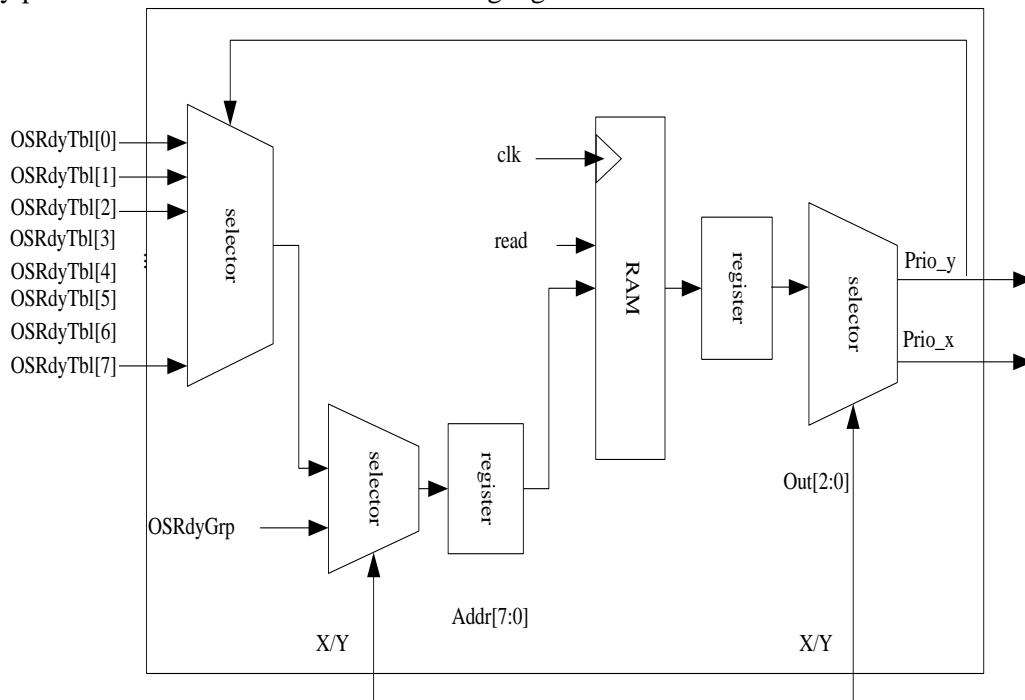 OSRdyTbl[0]
OSRdyTbl[1]
OSRdyTbl[2]
OSRdyTbl[3]
OSRdyTbl[4]
OSRdyTbl[5]
OSRdyTbl[6]
OSRdyTbl[7]
selector
clk
read
RAM
register
selector
Prio_y
Prio_x
selector
register
OSRdyGrp
Out[2:0]
Addr[7:0]
X/Y
X/Y